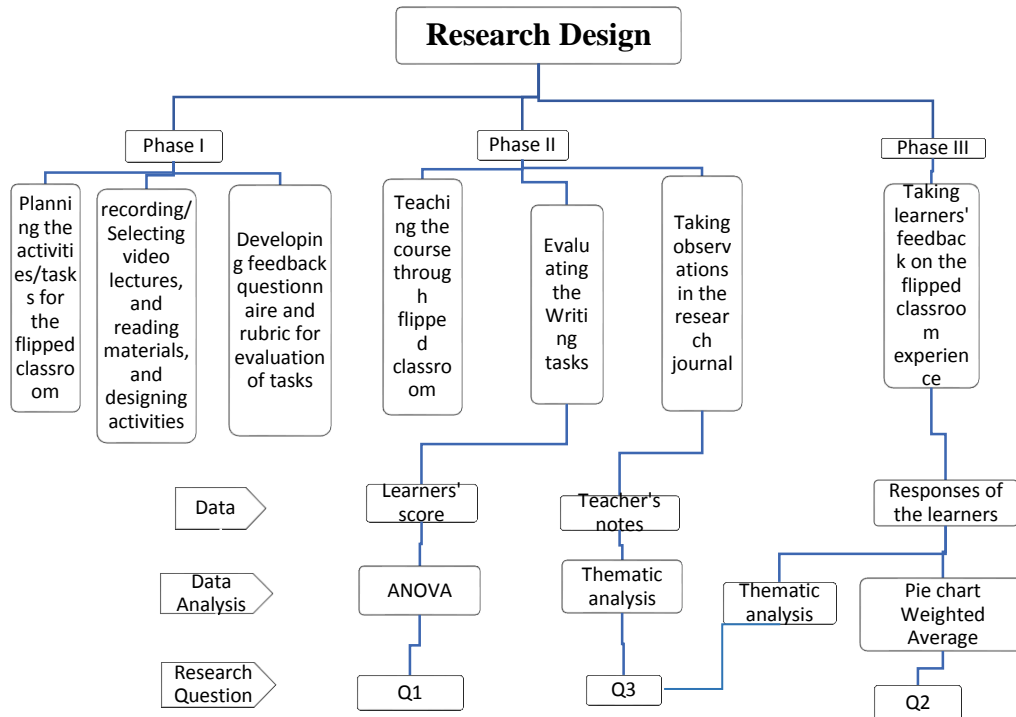 Research Design
Phase I
Phase II
Phase III
Planni
ng the
activiti
es/task
s for
the
flipped
classro
om
recording/
Selecting
video
lectures,
and
reading
materials,
and
designing
activities
Developin
g feedback
questionn
aire and
rubric for
evaluation
of tasks
Teachi
ng the
course
throug
h
flippe
d
classro
om
Evalu
ating
the
Writi
ng
tasks
Taking
observ
ations
in the
resear
ch
journal
Taking
learners'
feedbac
k on the
flipped
classroo
m
experien
ce
Data
Learners'
score
Teacher's
notes
Responses of
the learners
Data
Analysis
ANOVA
Thematic
analysis
Thematic
analysis
Pie chart
Weighted
Average
Research
Question
Q1
Q3
Q2